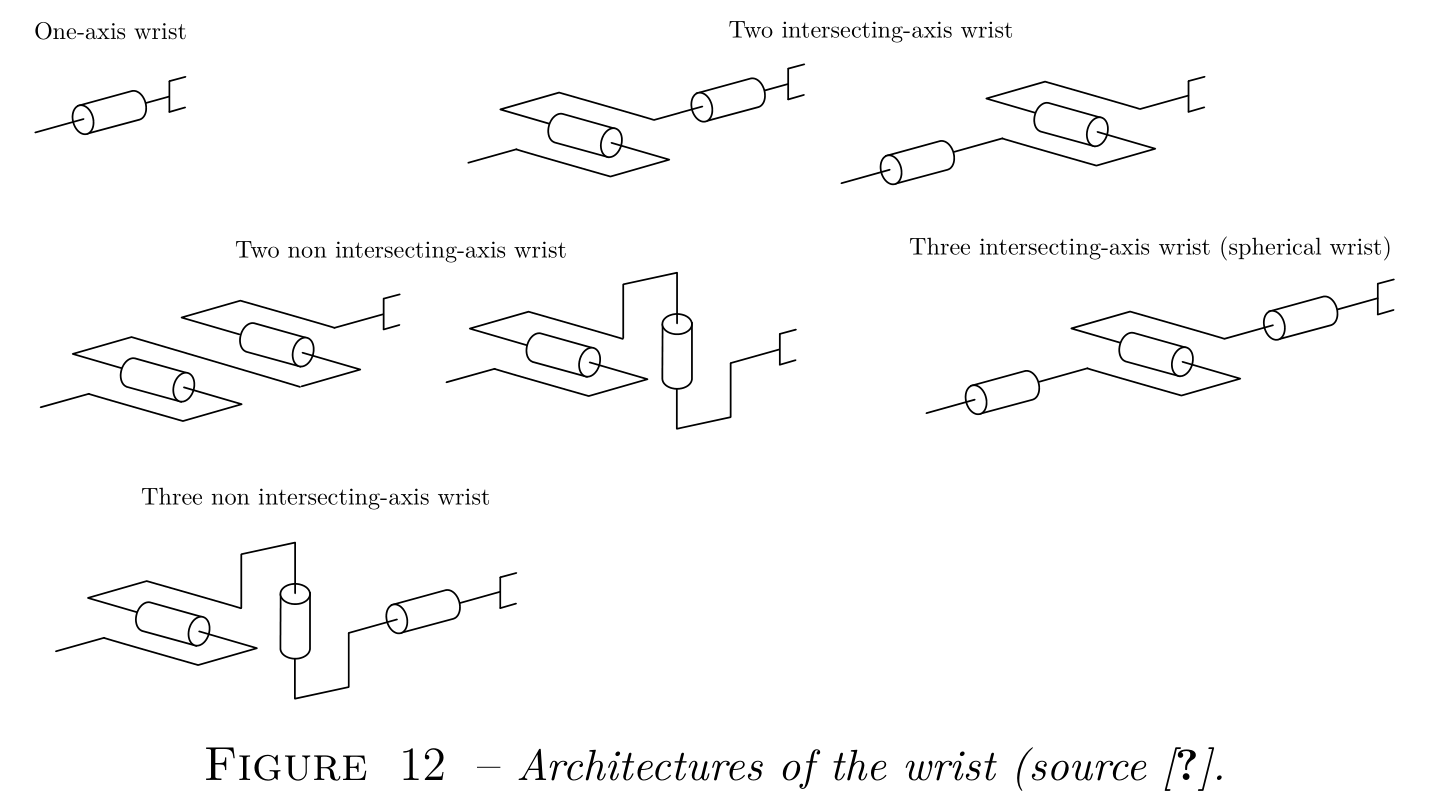 One-axis wrist
Two intersecting-axis wrist
Two non intersecting-axis wrist
Three intersecting-axis wrist (spherical wrist)
Three non intersecting-axis wrist
FIGURE 12 – Architectures of the wrist (source [?].